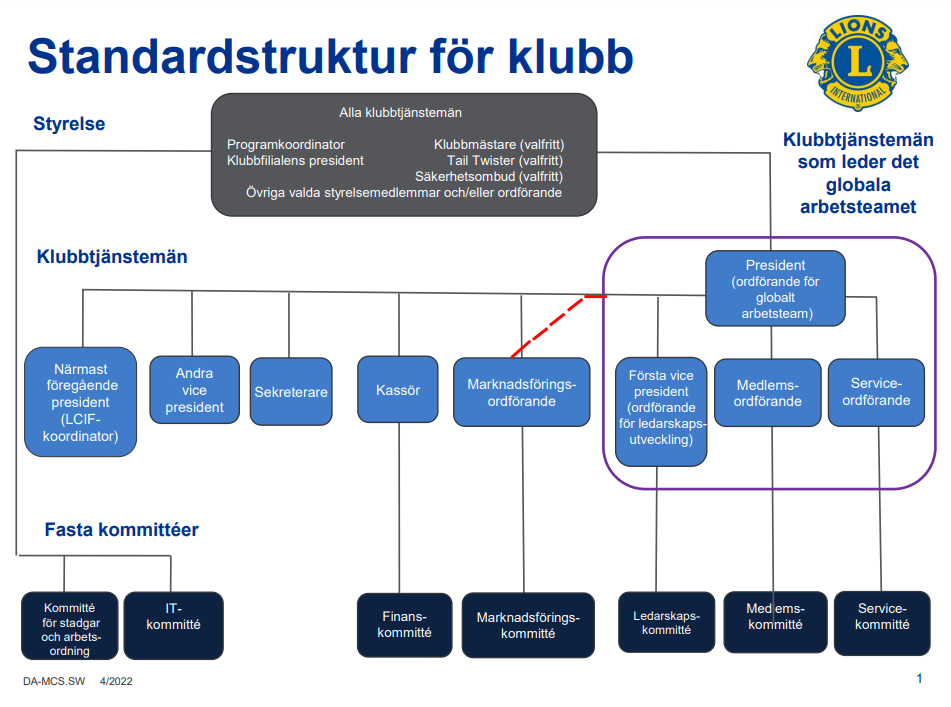 Standardstruktur för klubb
LIONS
L
INTERNATIONAL
Styrelse
Alla klubbtjänstemän
Programkoordinator
Klubbmästare (valfritt)
Klubbfilialens president
Tail Twister (valfritt)
Säkerhetsombud (valfritt)
Övriga valda styrelsemedlemmar och/eller ordförande
Klubbtjänstemän
som leder det
globala
arbetsteamet
Klubbtjänstemän
President
(ordförande för
globalt
arbetsteam)
Närmast
föregående
president
(LCIF-
koordinator)
Andra
vice
president
Sekreterare
Kassör
Marknadsförings-
ordförande
Första vice
president
(ordförande
för ledarskaps-
utveckling)
Medlems-
ordförande
Service-
ordförande
Fasta kommittéer
Kommitté
för stadgar
och arbets-
ordning
IT-
kommitté
Finans-
kommitté
Marknadsförings-
kommitté
Ledarskaps-
kommitté
Medlems-
kommitté
Service-
kommitté
DA-MCS.SW 4/2022
1